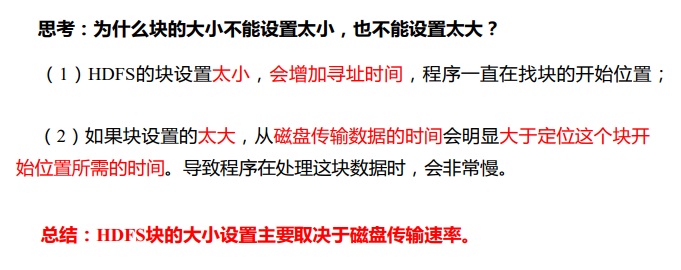 思考：为什么块的大小不能设置太小，也不能设置太大？
（1）HDFS的块设置太小，会增加寻址时间，程序一直在找块的开始位置；
（2）如果块设置的太大，从磁盘传输数据的时间会明显大于定位这个块开
始位置所需的时间。导致程序在处理这块数据时，会非常慢。
总结：HDFS块的大小设置主要取决于磁盘传输速率。